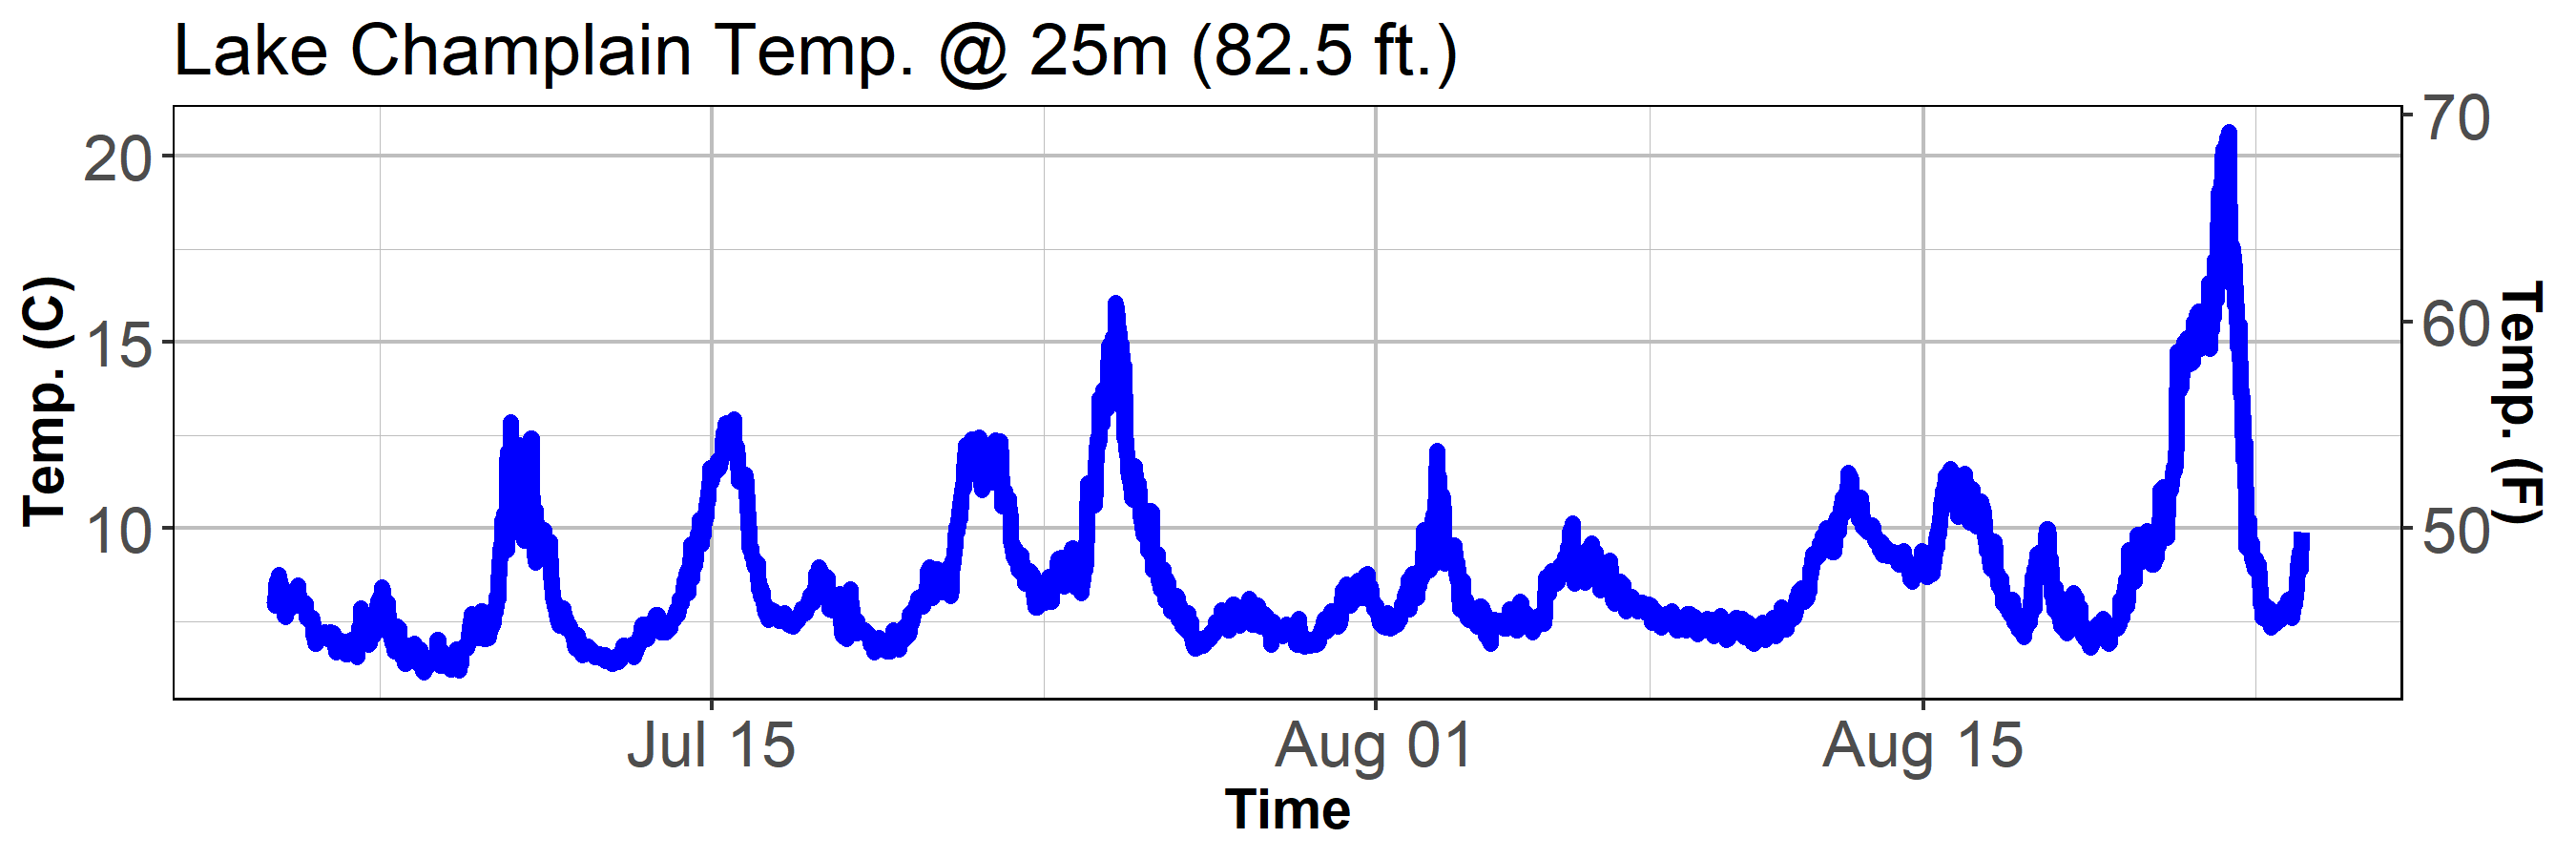 Lake Champlain Temp. @ 25m (82.5 ft.)
70
20
Temp. (C)
15
60
Temp. (F)
10
50
Jul 15
Aug 01
Aug 15
Time